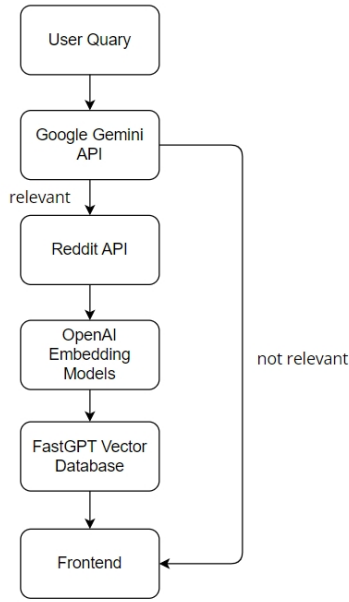 User Quary
Google Gemini
API
relevant
Reddit API
OpenAI
Embedding
Models
not relevant
FastGPT Vector
Database
Frontend